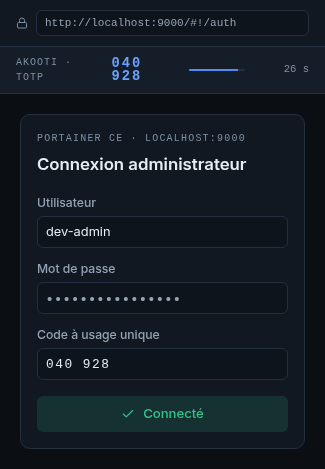 http://localhost:9000/#!/auth
AKOOTI ·
TOTP
040
928
26 s
PORTAINER CE · LOCALHOST:9000
Connexion administrateur
Utilisateur
dev-admin
Mot de passe
••••••••••••••••
Code à usage unique
040 928
✓ Connecté